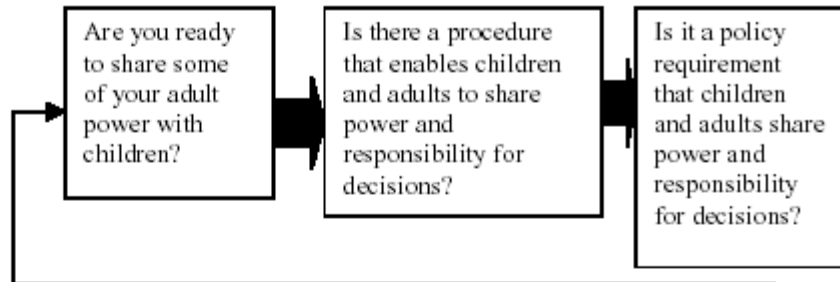 Are you ready
to share some
of your adult
power with
children?
Is there a procedure
that enables children
and adults to share
power and
responsibility for
decisions?
Is it a policy
requirement
that children
and adults share
power and
responsibility
for decisions?